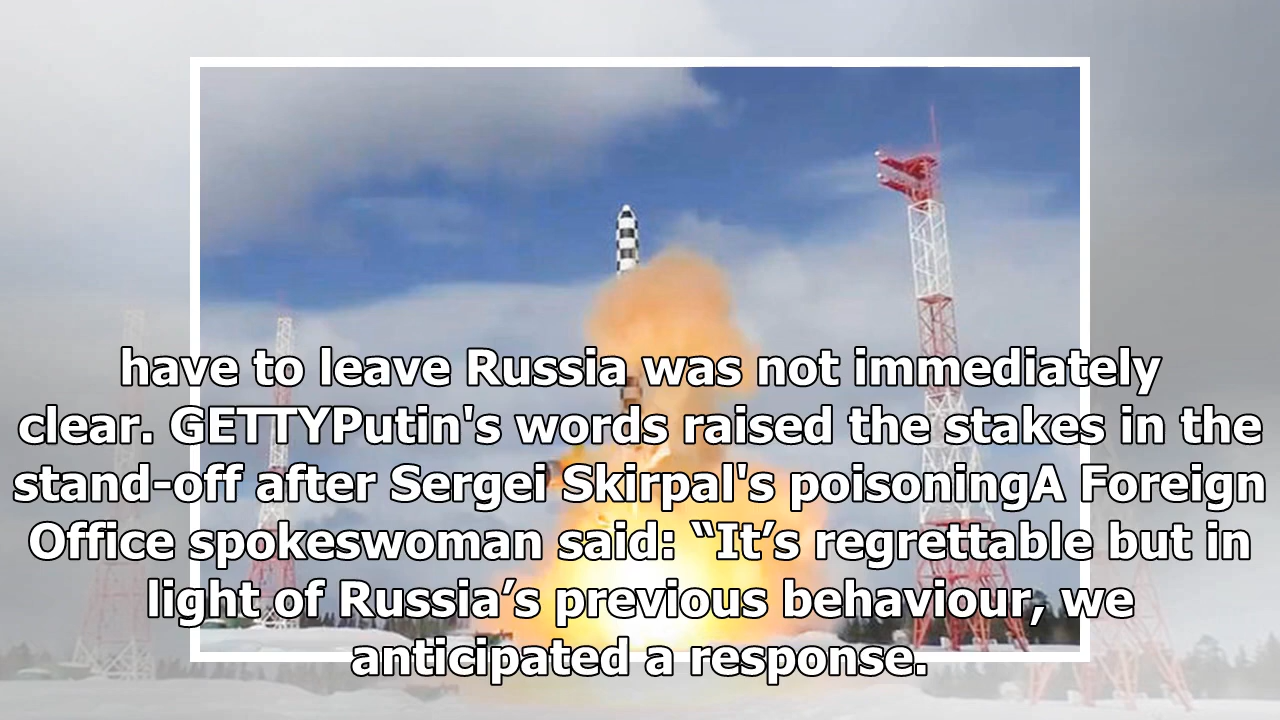 have to leave Russia was not immediately
clear. GETTYPutin's words raised the stakes in the
stand-off after Sergei Skirpal's poisoningA Foreign
Office spokeswoman said: “It’s regrettable but in
light of Russia’s previous behaviour, we
anticipated a response.